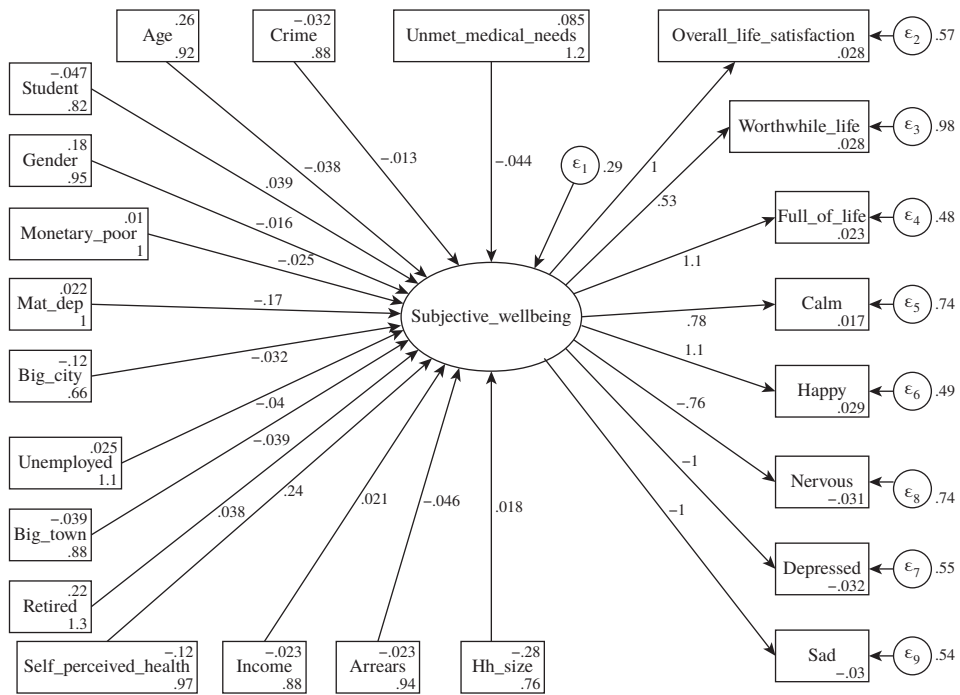 .26
Age
.92
-.032
Crime
.88
.085
Unmet_medical_needs
1.2
Overall_life_satisfaction
.028
ε2
.57
-.047
Student
.82
Worthwhile_life
.028
ε3
.98
.18
Gender
.95
-.038
-.013
-.044
ε1
.29
1
.53
.039
-.016
Full_of_life
.023
ε4
.48
.01
Monetary_poor
1
-.025
1.1
.022
Mat_dep
1
-.17
Subjective_wellbeing
.78
Calm
.017
ε5
.74
-.12
Big_city
.66
-.032
1.1
Happy
.029
ε6
.49
-.04
-.76
.025
Unemployed
1.1
-.039
.24
-1
Nervous
-.031
ε8
.74
-.039
Big_town
.88
.038
.021
-.046
.018
-1
Depressed
-.032
ε7
.55
.22
Retired
1.3
-.12
Self_perceived_health
.97
-.023
Income
.88
-.023
Arrears
.94
-.28
Hh_size
.76
Sad
-.03
ε9
.54